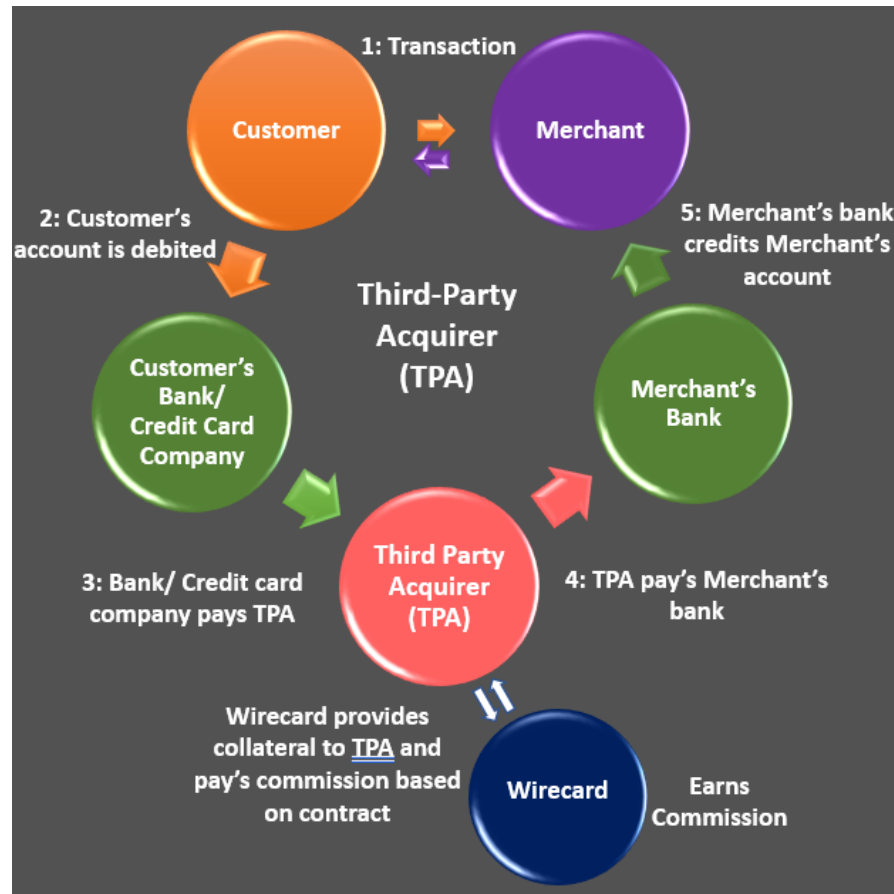 1: Transaction
Customer
Merchant
2: Customer's
account is debited
5: Merchant's bank
credits Merchant's
account
Third-Party
Acquirer
(TPA)
Customer's
Bank/
Credit Card
Company
Merchant's
Bank
Third Party
Acquirer
(TPA)
3: Bank/ Credit card
company pays TPA
4: TPA pay's Merchant's
bank
Wirecard provides
collateral to TPA and
pay's commission based
on contract
Wirecard
Earns
Commission